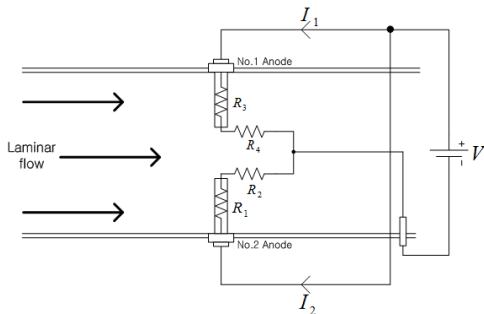 I1
No.1 Anode
R3
R4
Laminar
flow
+
V
-
R2
R1
No.2 Anode
I2